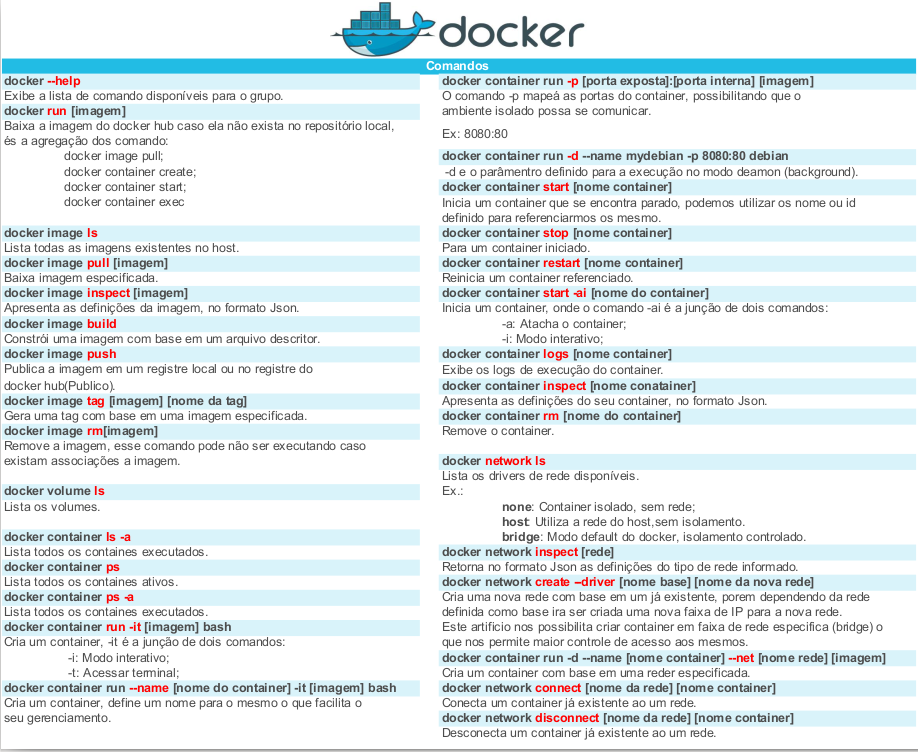 docker
Comandos
docker --help
Exibe a lista de comando disponíveis para o grupo.
docker run [imagem]
Baixa a imagem do docker hub caso ela não exista no repositório local,
és a agregação dos comando:
docker image pull;
docker container create;
docker container start;
docker container exec
docker image ls
Lista todas as imagens existentes no host.
docker image pull [imagem]
Baixa imagem especificada.
docker image inspect [imagem]
Apresenta as definições da imagem, no formato Json.
docker image build
Constrói uma imagem com base em um arquivo descritor.
docker image push
Publica a imagem em um registre local ou no registre do
docker hub(Publico).
docker image tag [imagem] [nome da tag]
Gera uma tag com base em uma imagem especificada.
docker image rm[imagem]
Remove a imagem, esse comando pode não ser executando caso
existam associações a imagem.
docker volume ls
Lista os volumes.
docker container ls -a
Lista todos os containes executados.
docker container ps
Lista todos os containes ativos.
docker container ps -a
Lista todos os containes executados.
docker container run -it [imagem] bash
Cria um container, -it é a junção de dois comandos:
-i: Modo interativo;
-t: Acessar terminal;
docker container run --name [nome do container] -it [imagem] bash
Cria um container, define um nome para o mesmo o que facilita o
seu gerenciamento.
docker container run -p [porta exposta]:[porta interna] [imagem]
O comando -p mapeá as portas do container, possibilitando que o
ambiente isolado possa se comunicar.
Ex: 8080:80
docker container run -d --name mydebian -p 8080:80 debian
-d e o parâmentro definido para a execução no modo deamon (background).
docker container start [nome container]
Inicia um container que se encontra parado, podemos utilizar os nome ou id
definido para referenciarmos os mesmo.
docker container stop [nome container]
Para um container iniciado.
docker container restart [nome container]
Reinicia um container referenciado.
docker container start -ai [nome do container]
Inicia um container, onde o comando -ai é a junção de dois comandos:
-a: Atacha o container;
-i: Modo interativo;
docker container logs [nome container]
Exibe os logs de execução do container.
docker container inspect [nome conatainer]
Apresenta as definições do seu container, no formato Json.
docker container rm [nome do container]
Remove o container.
docker network ls
Lista os drivers de rede disponíveis.
Ex.:
none: Container isolado, sem rede;
host: Utiliza a rede do host,sem isolamento.
bridge: Modo default do docker, isolamento controlado.
docker network inspect [rede]
Retorna no formato Json as definições do tipo de rede informado.
docker network create –driver [nome base] [nome da nova rede]
Cria uma nova rede com base em um já existente, porem dependendo da rede
definida como base ira ser criada uma nova faixa de IP para a nova rede.
Este artificio nos possibilita criar container em faixa de rede especifica (bridge) o
que nos permite maior controle de acesso aos mesmos.
docker container run -d --name [nome container] --net [nome rede] [imagem]
Cria um container com base em uma reder especificada.
docker network connect [nome da rede] [nome container]
Conecta um container já existente ao um rede.
docker network disconnect [nome da rede] [nome container]
Desconecta um container já existente ao um rede.